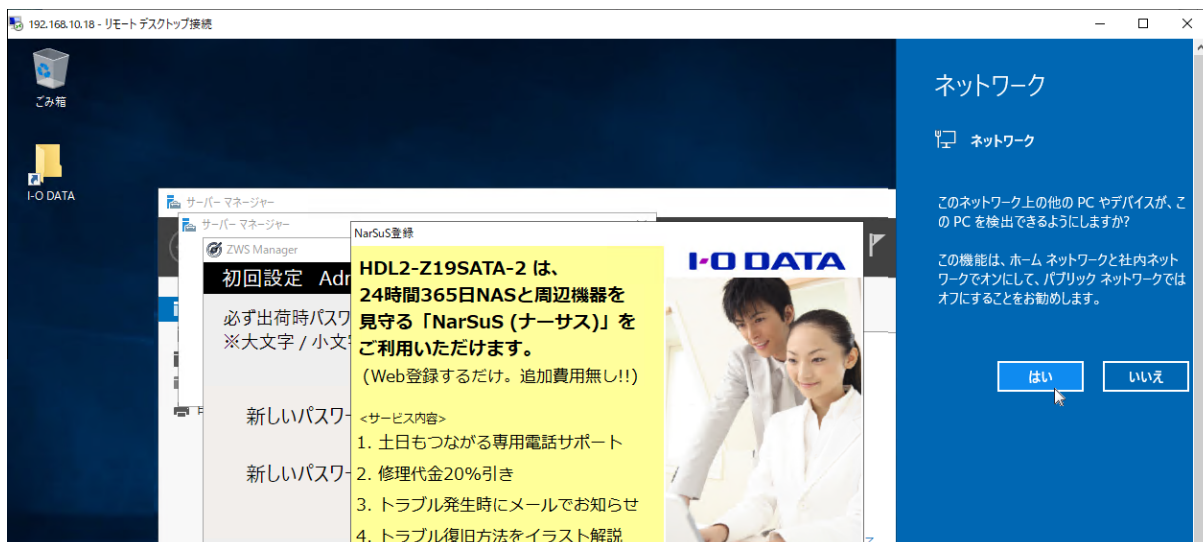 192.168.10.18 - リモート デスクトップ接続
ごみ箱
I-O DATA
サーバー マネージャー
サーバー マネージャー
ZWS Manager
初回設定 Adr
必ず出荷時パスワ
※大文字 / 小文
新しいパスワー
新しいパスワー
NarSuS登録
HDL2-Z19SATA-2 は、
24時間365日NASと周辺機器を
見守る「NarSuS (ナーサス)」を
ご利用いただけます。
(Web登録するだけ。追加費用無し!!)
<サービス内容>
1. 土日もつながる専用電話サポート
2. 修理代金20%引き
3. トラブル発生時にメールでお知らせ
4. トラブル復旧方法をイラスト解説
I-O DATA
ネットワーク
ネットワーク
このネットワーク上の他の PC やデバイスが、こ
の PC を検出できるようにしますか?
この機能は、ホーム ネットワークと社内ネット
ワークでオンにして、パブリック ネットワークでは
オフにすることをお勧めします。
はい
いいえ